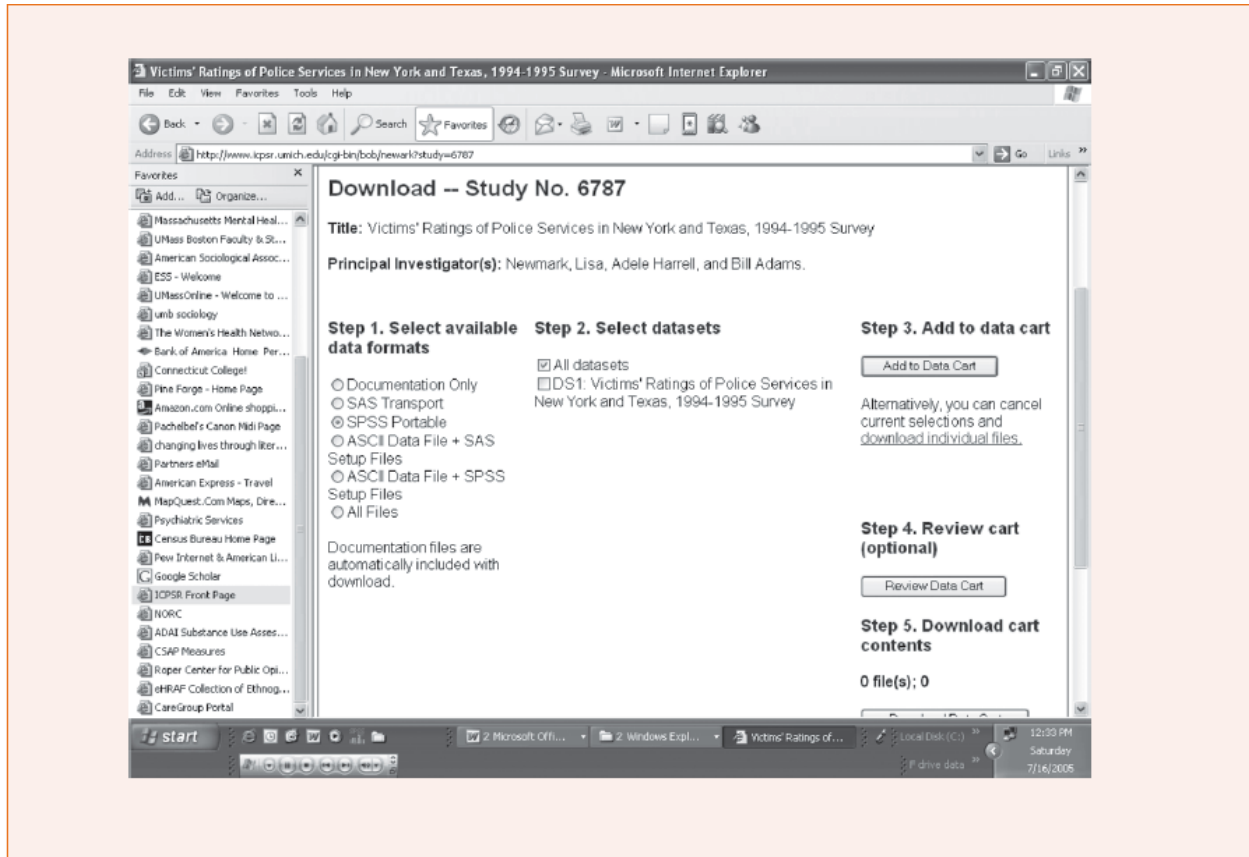 Victims' Ratings of Police Services in New York and Texas, 1994-1995 Survey - Microsoft Internet Explorer
File Edit View Favorites Tools Help
Back Search Favorites
Address http://www.icpsr.umich.edu/cgi-bin/bob/newark?study=6787 Go Links »
Favorites
Add... Organize...
Massachusetts Mental Heal...
UMass Boston Faculty & St...
American Sociological Assoc...
ESS - Welcome
UMassOnline - Welcome to ...
umb sociology
The Women's Health Netwo...
Bank of America Home Per...
Connecticut College!
Pine Forge - Home Page
Amazon.com Online shoppi...
Pachelbel's Canon Midi Page
changing lives through liter...
Partners eMail
American Express - Travel
MapQuest.Com Maps, Dire...
Psychiatric Services
Census Bureau Home Page
Pew Internet & American Li...
Google Scholar
ICPSR Front Page
NORC
ADAI Substance Use Asses...
CSAP Measures
Roper Center for Public Opi...
eHRAF Collection of Ethnog...
CareGroup Portal
Download -- Study No. 6787
Title: Victims' Ratings of Police Services in New York and Texas, 1994-1995 Survey
Principal Investigator(s): Newmark, Lisa, Adele Harrell, and Bill Adams.
Step 1. Select available
data formats
Documentation Only
SAS Transport
SPSS Portable
ASCII Data File + SAS
Setup Files
ASCII Data File + SPSS
Setup Files
All Files
Documentation files are
automatically included with
download.
Step 2. Select datasets
All datasets
DS1: Victims' Ratings of Police Services in
New York and Texas, 1994-1995 Survey
Step 3. Add to data cart
Add to Data Cart
Alternatively, you can cancel
current selections and
download individual files.
Step 4. Review cart
(optional)
Review Data Cart
Step 5. Download cart
contents
0 file(s); 0
start
2 Microsoft Offi...
2 Windows Expl...
Victims' Ratings of...
Local Disk (C:) »
P drive data »
12:33 PM
Saturday
7/16/2005